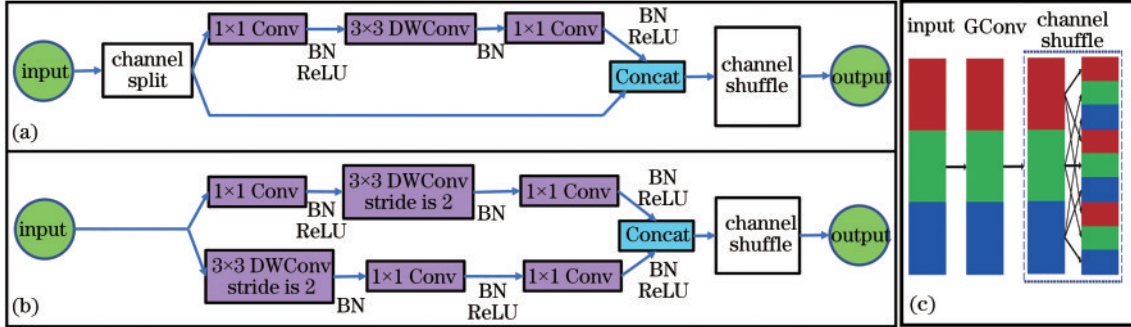 input
channel
split
1×1 Conv
BN
ReLU
3×3 DWConv
BN
1×1 Conv
BN
ReLU
Concat
channel
shuffle
output
(a)
input
1×1 Conv
BN
ReLU
3×3 DWConv
stride is 2
BN
1×1 Conv
BN
ReLU
3×3 DWConv
stride is 2
BN
1×1 Conv
BN
ReLU
1×1 Conv
BN
ReLU
Concat
channel
shuffle
output
(b)
input
GConv
channel
shuffle
(c)